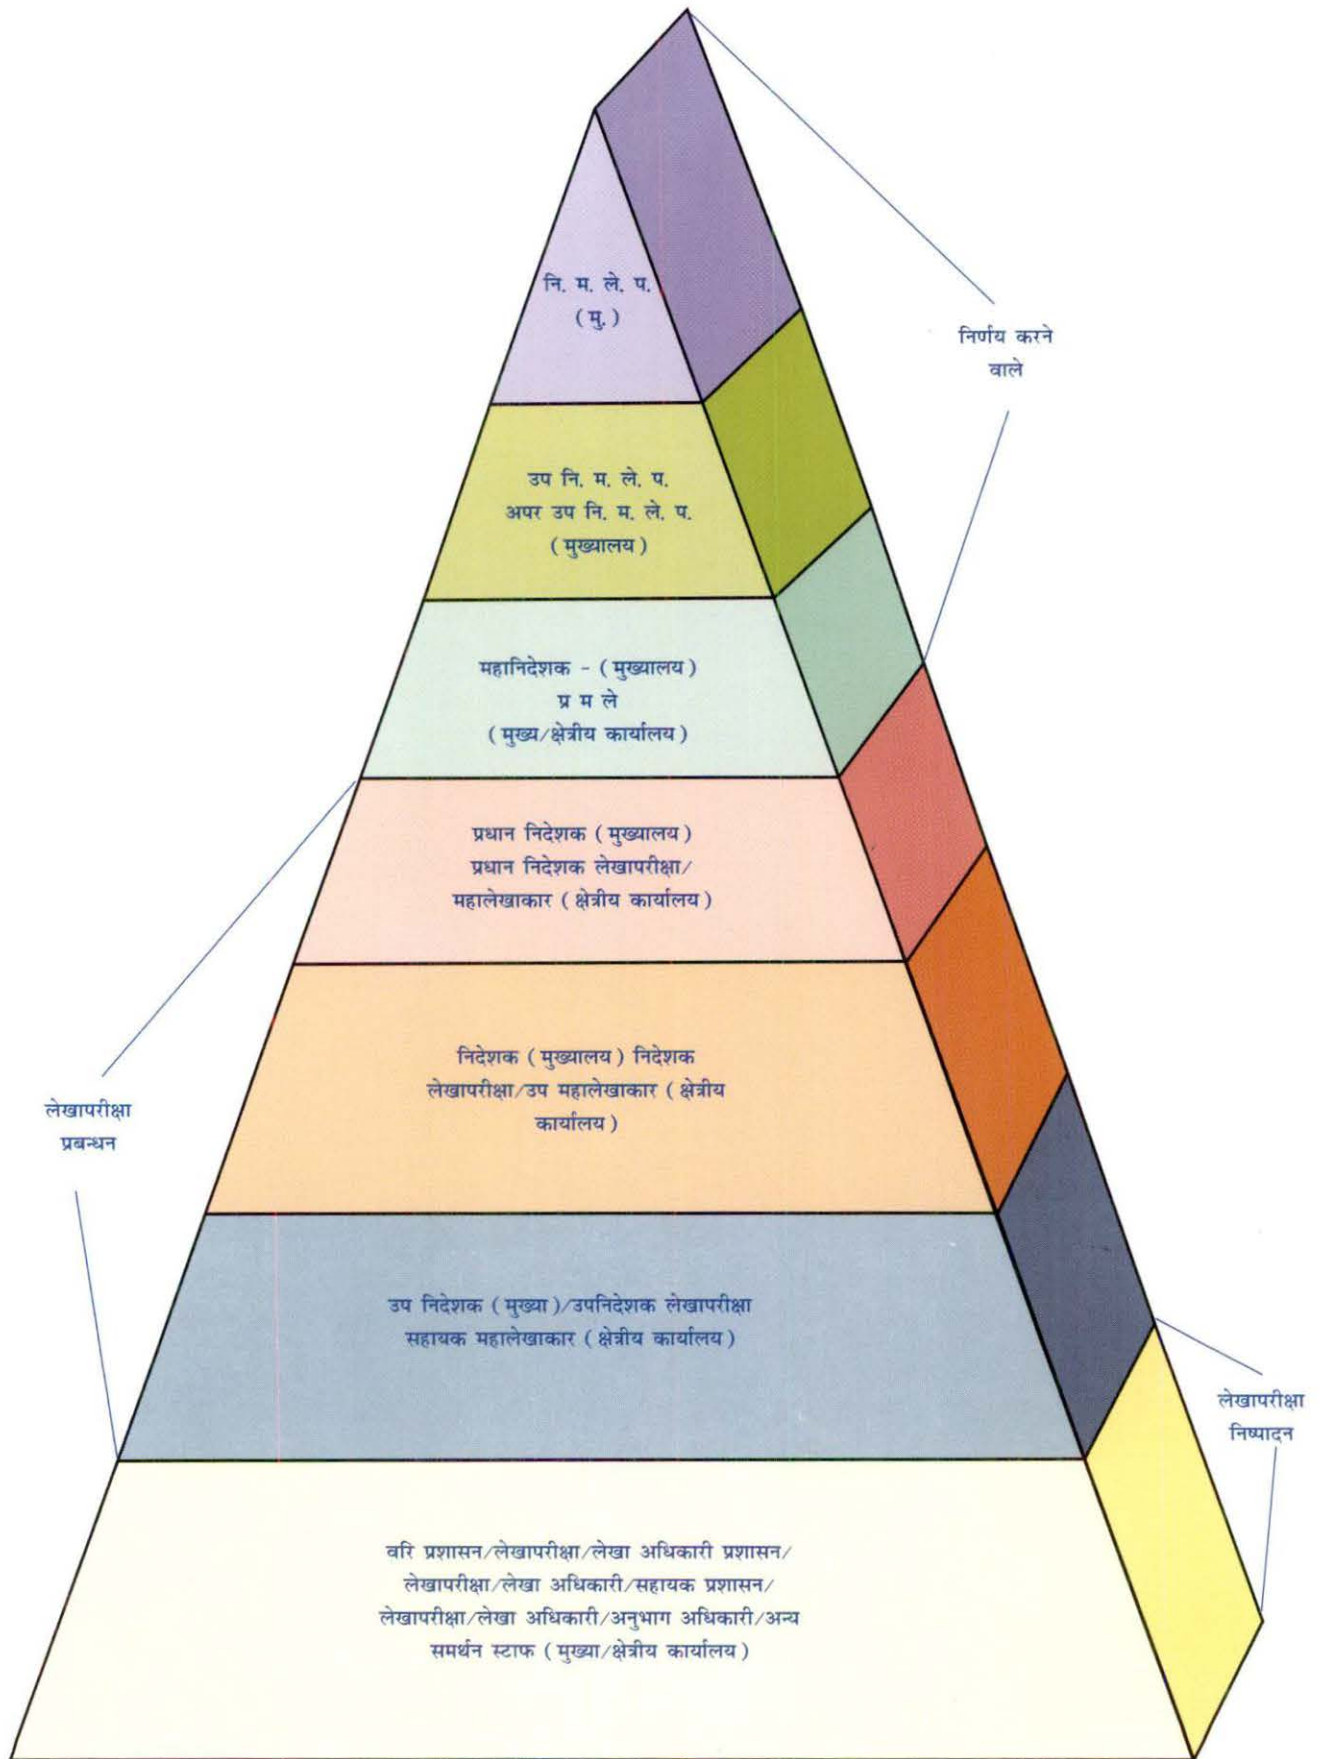 नि. म. ले. प.
( मु. )
निर्णय करने
वाले
उप नि. म. ले. प.
अपर उप नि. म. ले. प.
( मुख्यालय )
महानिदेशक - ( मुख्यालय )
प्र म ले
( मुख्य/क्षेत्रीय कार्यालय )
प्रधान निदेशक ( मुख्यालय )
प्रधान निदेशक लेखापरीक्षा/
महालेखाकार ( क्षेत्रीय कार्यालय )
निदेशक ( मुख्यालय ) निदेशक
लेखापरीक्षा/उप महालेखाकार ( क्षेत्रीय
कार्यालय )
लेखापरीक्षा
प्रबन्धन
उप निदेशक ( मुख्या )/उपनिदेशक लेखापरीक्षा
सहायक महालेखाकार ( क्षेत्रीय कार्यालय )
लेखापरीक्षा
निष्पादन
वरि प्रशासन/लेखापरीक्षा/लेखा अधिकारी प्रशासन/
लेखापरीक्षा/लेखा अधिकारी/सहायक प्रशासन/
लेखापरीक्षा/लेखा अधिकारी/अनुभाग अधिकारी/अन्य
समर्थन स्टाफ ( मुख्या/क्षेत्रीय कार्यालय )